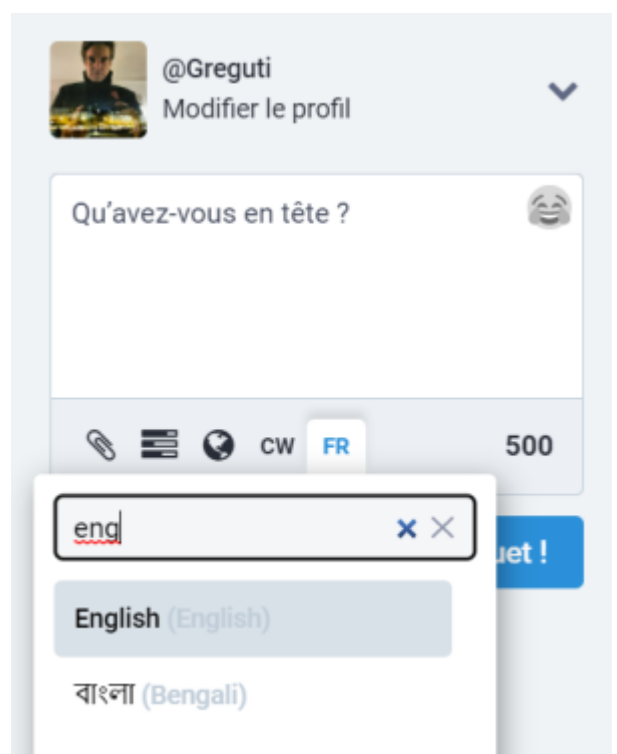 @Greguti
Modifier le profil
Qu'avez-vous en tête ?
CW FR 500
eng
uet !
English (English)
বাংলা (Bengali)